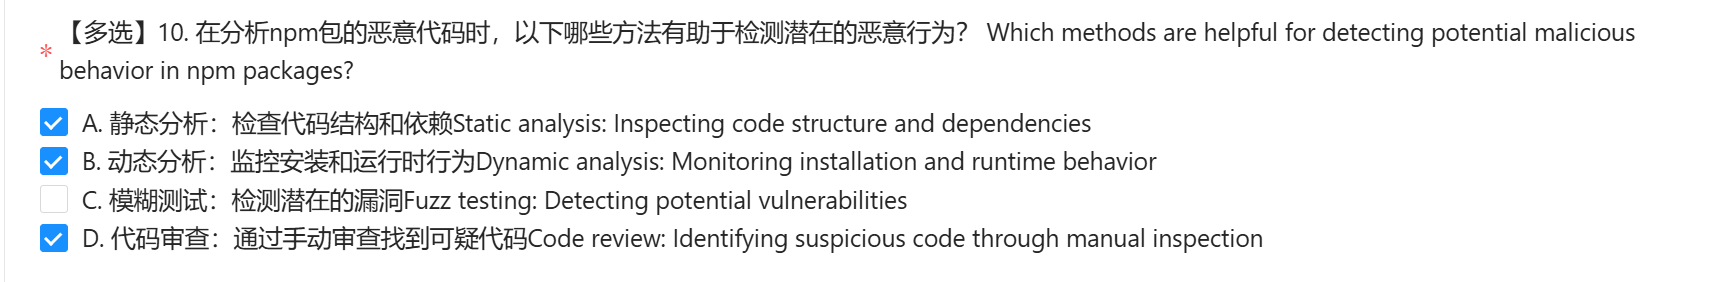 【多选】10. 在分析npm包的恶意代码时，以下哪些方法有助于检测潜在的恶意行为？ Which methods are helpful for detecting potential malicious
* behavior in npm packages?
A. 静态分析：检查代码结构和依赖Static analysis: Inspecting code structure and dependencies
B. 动态分析：监控安装和运行时行为Dynamic analysis: Monitoring installation and runtime behavior
C. 模糊测试：检测潜在的漏洞Fuzz testing: Detecting potential vulnerabilities
D. 代码审查：通过手动审查找到可疑代码Code review: Identifying suspicious code through manual inspection